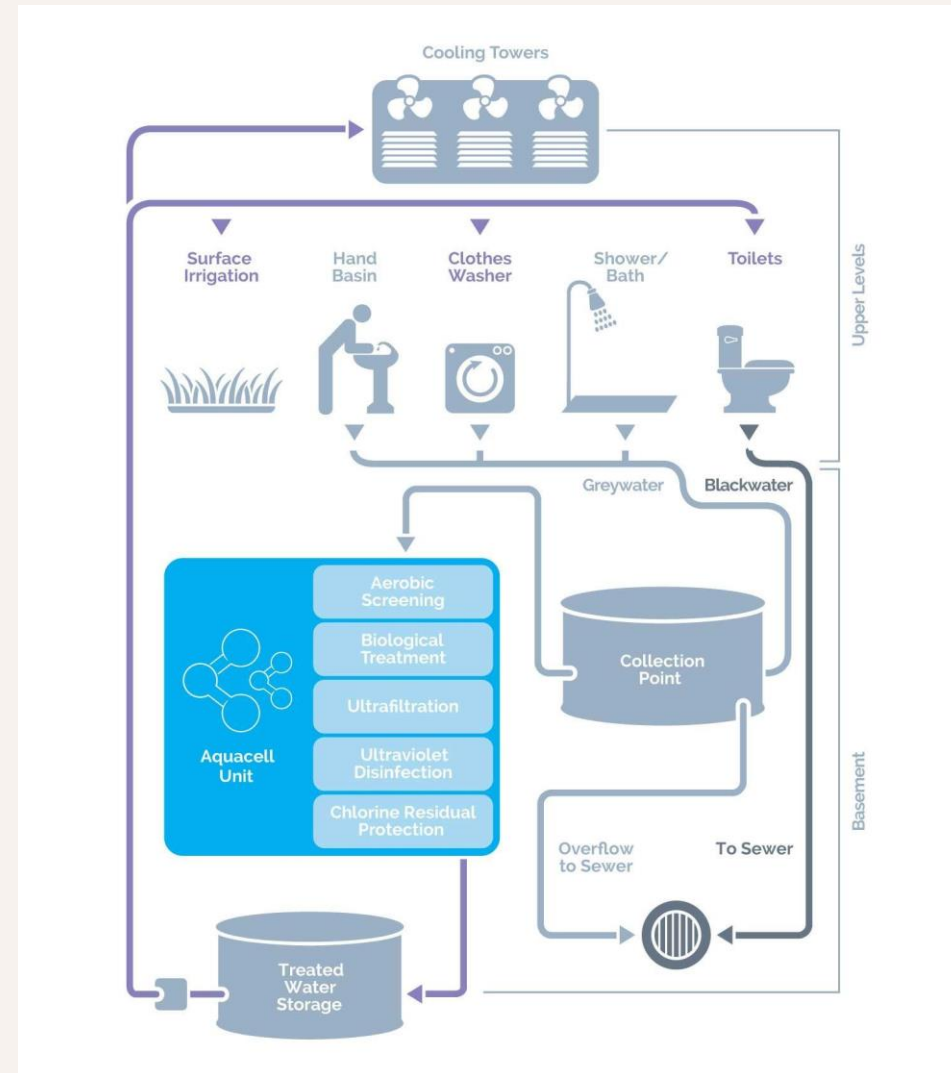 Cooling Towers
Surface
Irrigation
Hand
Basin
Clothes
Washer
Shower/
Bath
Toilets
Upper Levels
Greywater
Blackwater
Aerobic
Screening
Biological
Treatment
Ultrafiltration
Ultraviolet
Disinfection
Chlorine Residual
Protection
Aquacell
Unit
Collection
Point
Basement
Overflow
to Sewer
To Sewer
Treated
Water
Storage